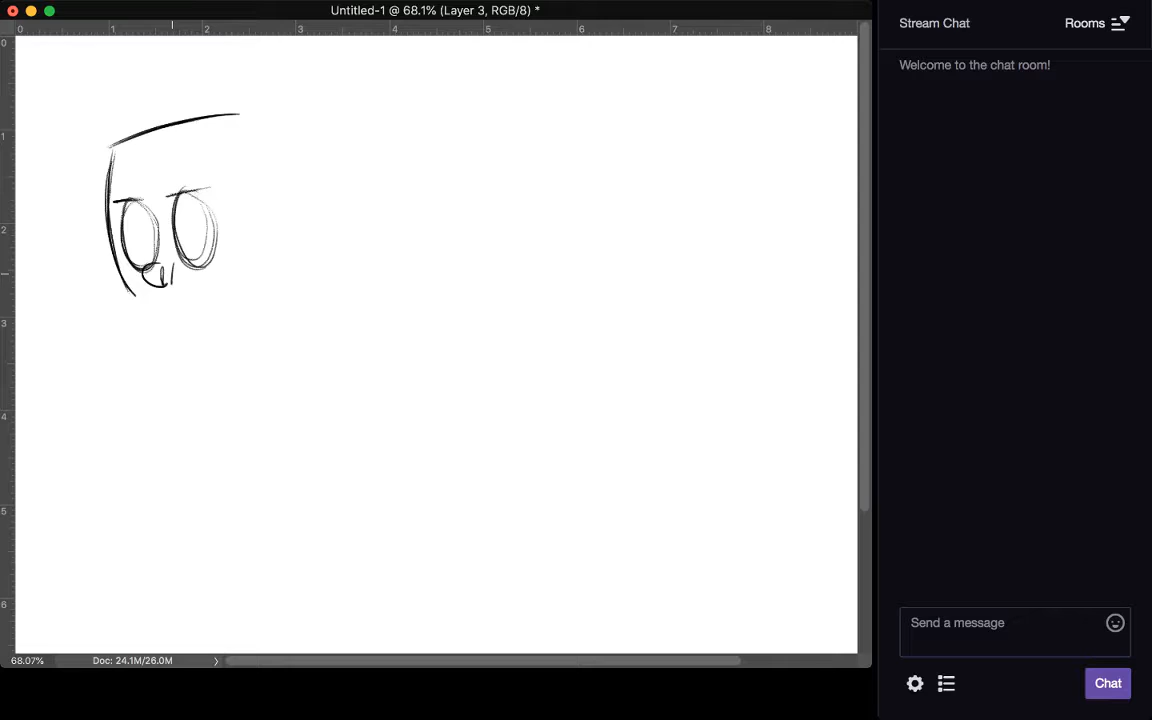 Untitled-1 @ 68.1% (Layer 3, RGB/8) *
0 1 2 3 4 5 6 7 8
0
1
2
3
4
5
6
68.07% Doc: 24.1M/26.0M
Stream Chat
Rooms
Welcome to the chat room!
Send a message
Chat